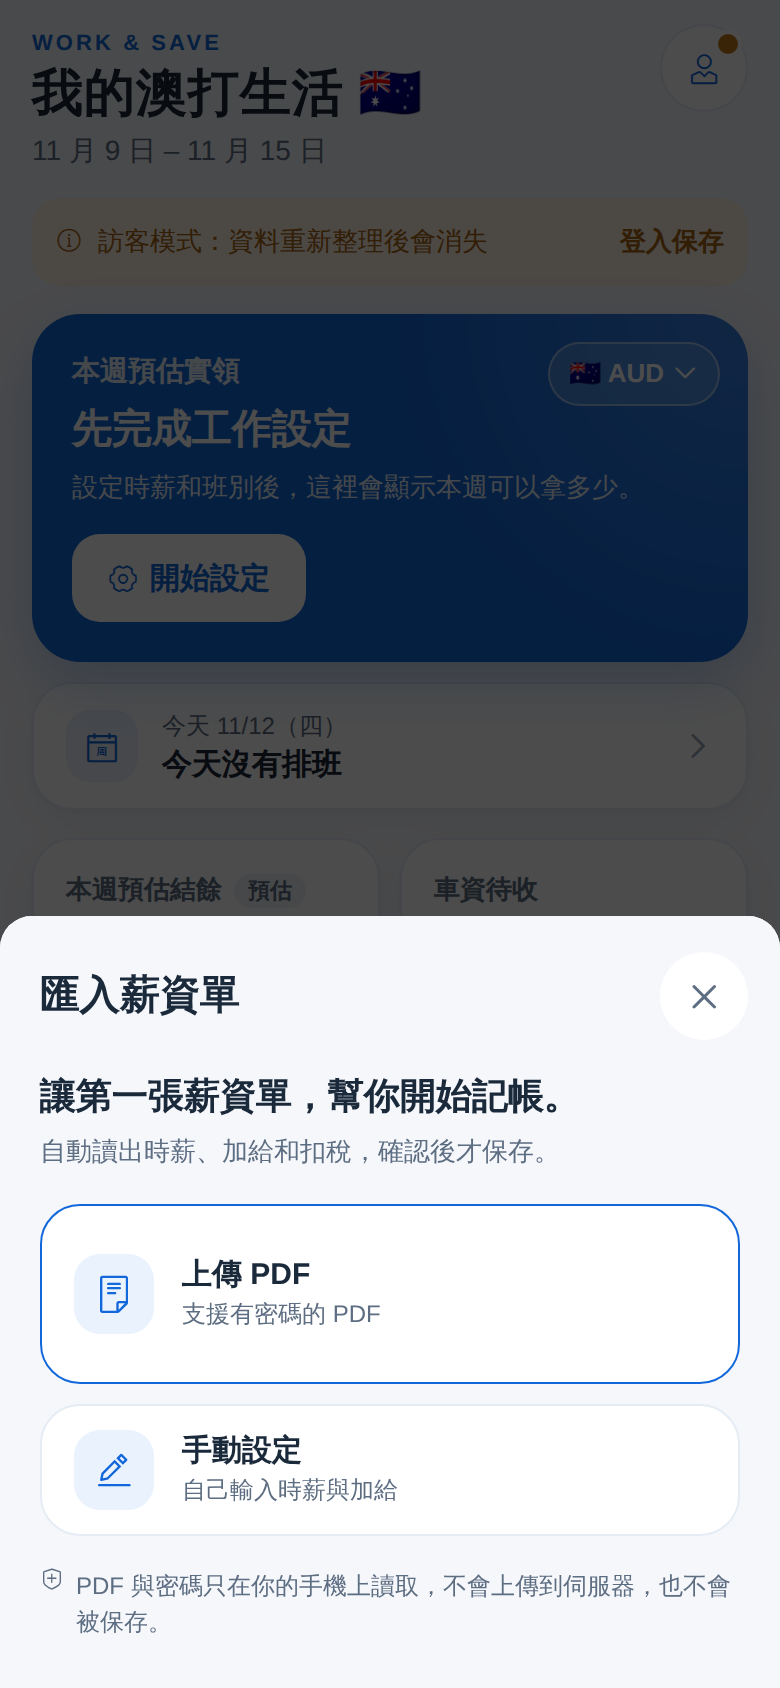 WORK & SAVE
我的澳打生活 🇦🇺
11 月 9 日 – 11 月 15 日
訪客模式：資料重新整理後會消失 登入保存
本週預估實領
🇦🇺 AUD
先完成工作設定
設定時薪和班別後，這裡會顯示本週可以拿多少。
開始設定
今天 11/12（四）
今天沒有排班
本週預估結餘 預估
車資待收
匯入薪資單
讓第一張薪資單，幫你開始記帳。
自動讀出時薪、加給和扣稅，確認後才保存。
上傳 PDF
支援有密碼的 PDF
手動設定
自己輸入時薪與加給
PDF 與密碼只在你的手機上讀取，不會上傳到伺服器，也不會
被保存。